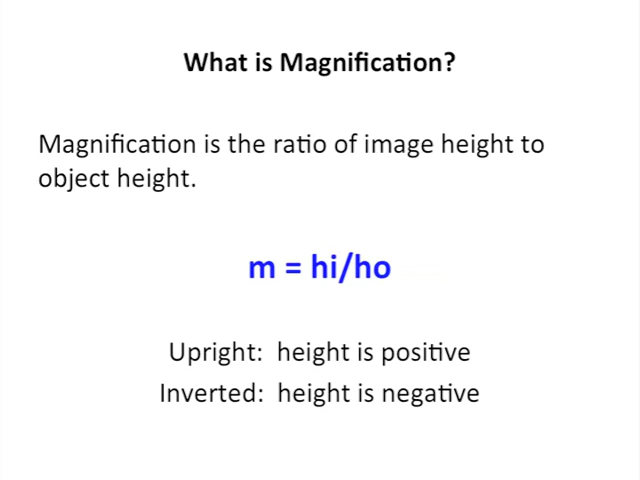 What is Magnification?
Magnification is the ratio of image height to
object height.
m = hi/ho
Upright: height is positive
Inverted: height is negative